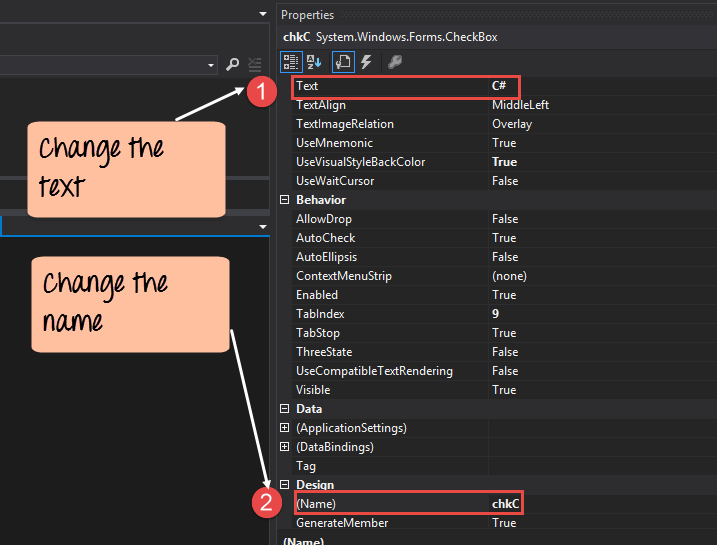 Properties
chkC System.Windows.Forms.CheckBox
1
Text C#
TextAlign MiddleLeft
TextImageRelation Overlay
UseMnemonic True
UseVisualStyleBackColor True
UseWaitCursor False
Behavior
AllowDrop False
AutoCheck True
AutoEllipsis False
ContextMenuStrip (none)
Enabled True
TabIndex 9
TabStop True
ThreeState False
UseCompatibleTextRendering False
Visible True
Data
(ApplicationSettings)
(DataBindings)
Tag
Design
(Name) chkC
GenerateMember True
(Name)
Change the
text
Change the
name
2